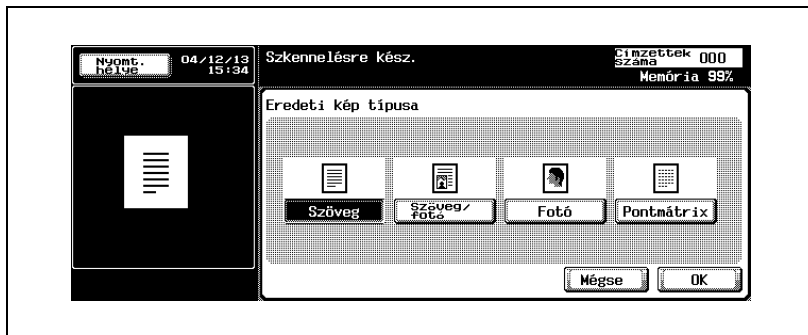 Nyomt.
helye
04/12/13
15:34
Szkennelésre kész.
Címzettek
száma
000
Memória 99%
Eredeti kép típusa
Szöveg
Szöveg/
fotó
Fotó
Pontmátrix
Mégse
OK